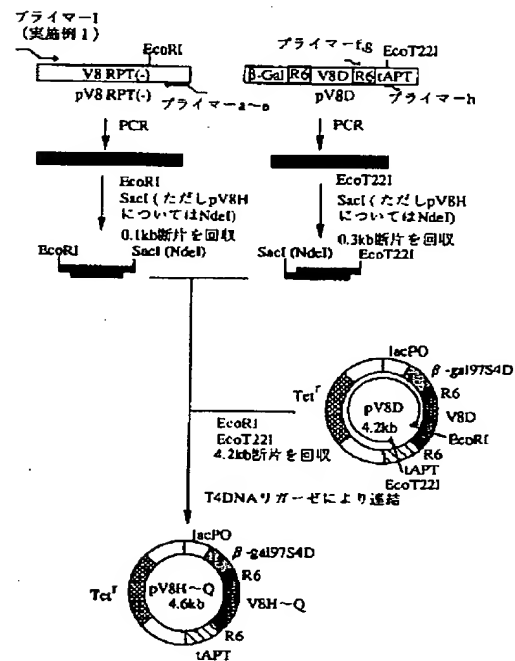 プライマーI
(実施例1)
EcoRI
V8 RPT(-)
pV8 RPT(-)
プライマーa〜e
PCR
プライマーf,g
EcoT22I
β-Gal R6 V8D R6 tAPT
pV8D
プライマーh
PCR
EcoRI
SacI (ただしpV8H
についてはNdeI)
0.1kb断片を回収
EcoRI
SacI (NdeI)
EcoT22I
SacI (ただしpV8H
についてはNdeI)
0.3kb断片を回収
SacI (NdeI)
EcoT22I
lacPO
β-gal97S4D
Tetʳ
R6
pV8D
V8D
4.2kb
EcoRI
R6
tAPT
EcoT22I
EcoRI
EcoT22I
4.2kb断片を回収
T4DNAリガーゼにより連結
lacPO
β-gal97S4D
R6
Tetʳ
pV8H〜Q
4.6kb
V8H〜Q
R6
tAPT